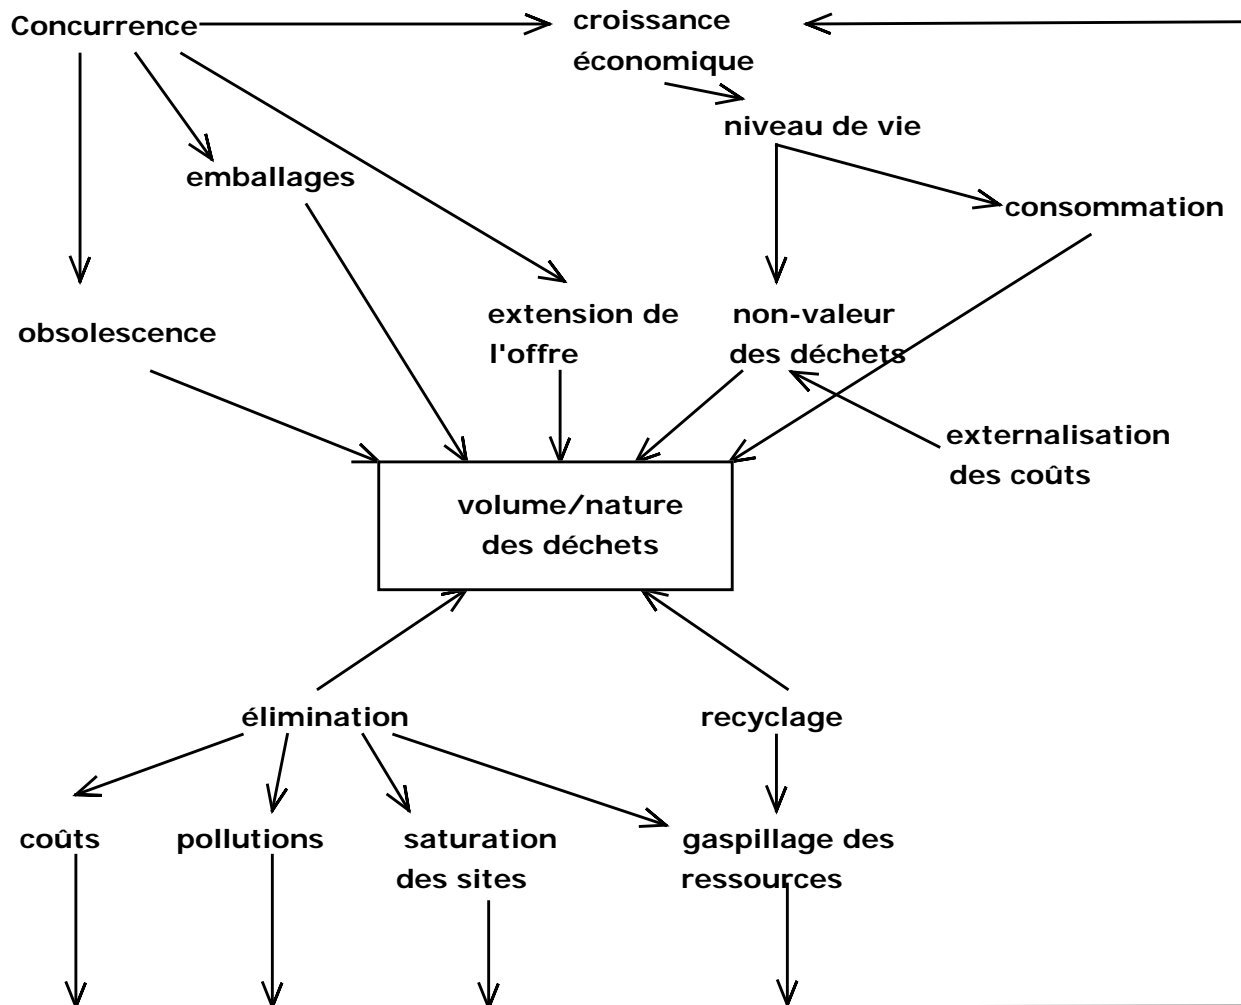 Concurrence
croissance
économique
niveau de vie
emballages
consommation
obsolescence
extension de
l'offre
non-valeur
des déchets
externalisation
des coûts
volume/nature
des déchets
élimination
recyclage
coûts
pollutions
saturation
des sites
gaspillage des
ressources